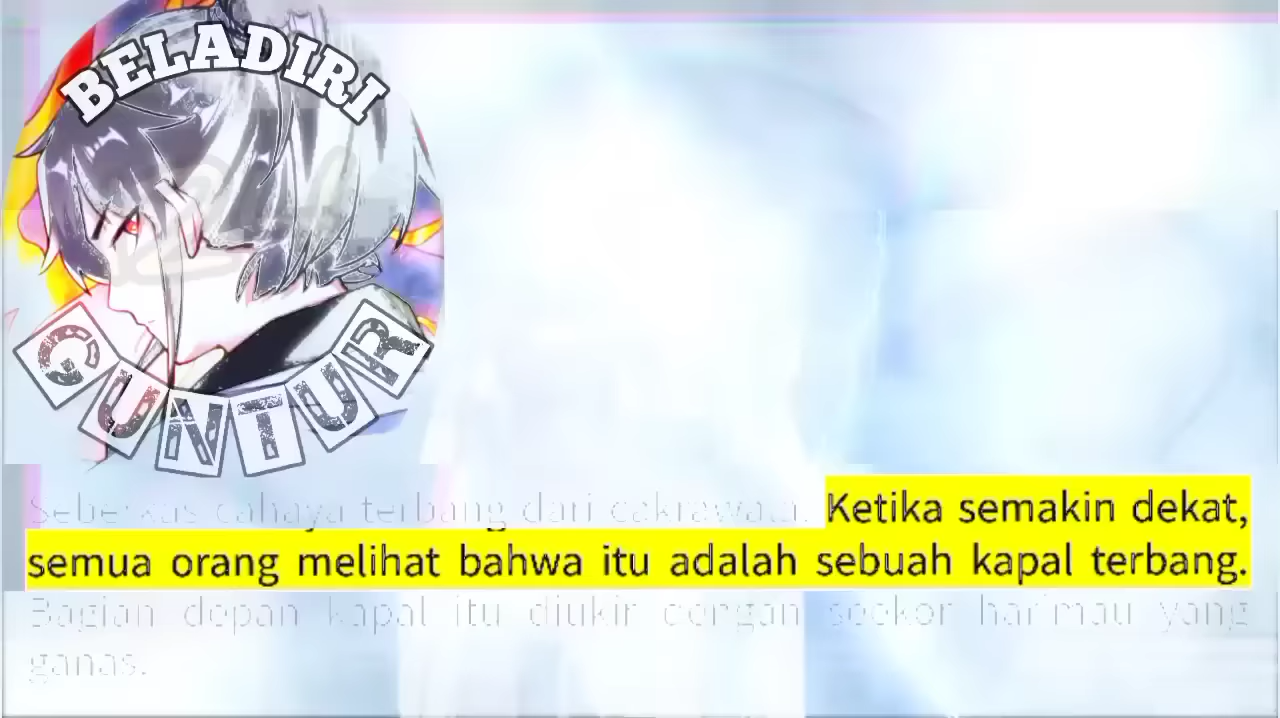 BELADIRI
GUNTUR
Seberkas cahaya terbang dari cakrawala. Ketika semakin dekat,
semua orang melihat bahwa itu adalah sebuah kapal terbang.
Bagian depan kapal itu diukir dengan seekor harimau yang
ganas.